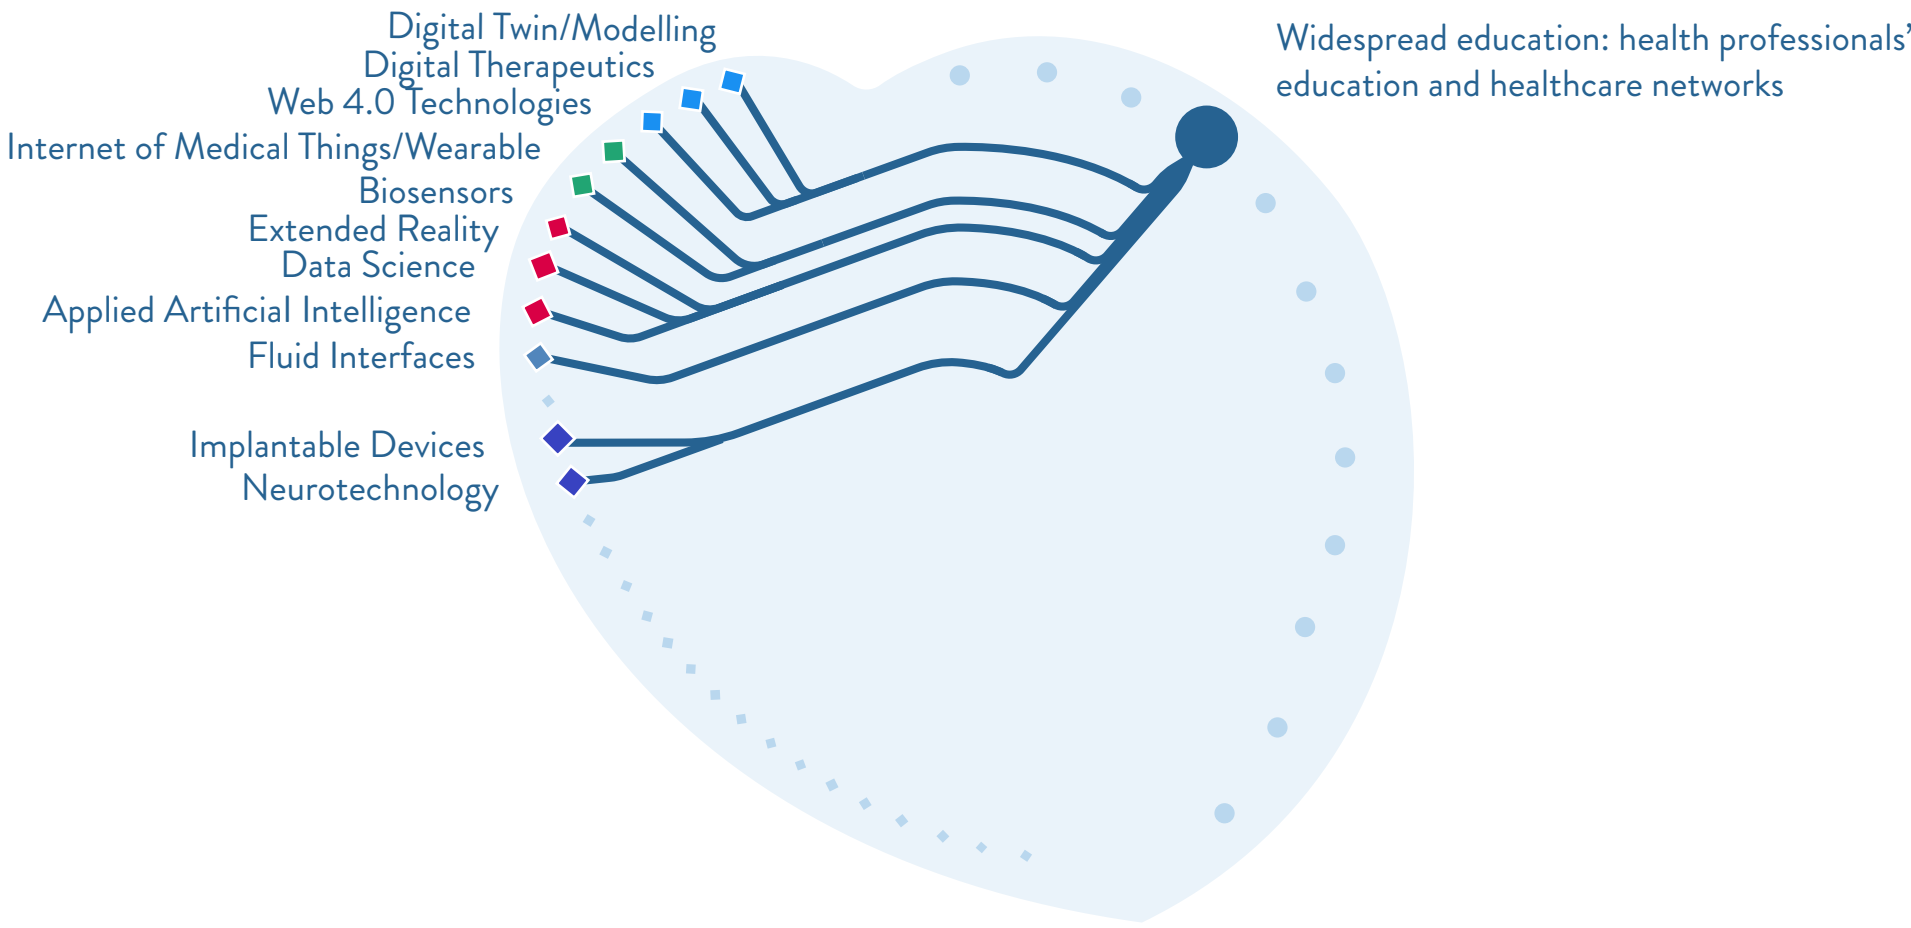 Digital Twin/Modelling
Digital Therapeutics
Web 4.0 Technologies
Internet of Medical Things/Wearable
Biosensors
Extended Reality
Data Science
Applied Artificial Intelligence
Fluid Interfaces
Implantable Devices
Neurotechnology
Widespread education: health professionals’
education and healthcare networks